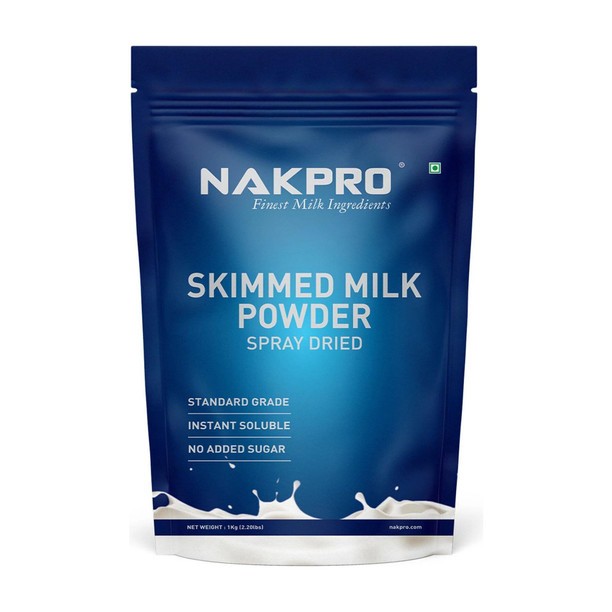 NAKPRO®
Finest Milk Ingredients
SKIMMED MILK
POWDER
SPRAY DRIED
STANDARD GRADE
INSTANT SOLUBLE
NO ADDED SUGAR
NET WEIGHT : 1Kg (2.20lbs)
nakpro.com